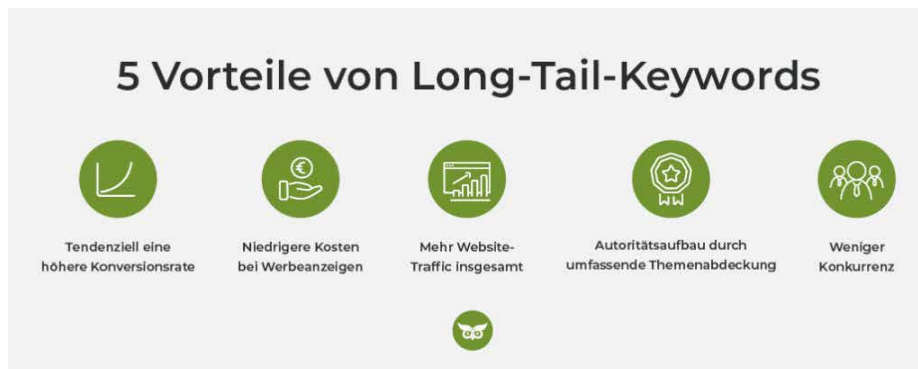 5 Vorteile von Long-Tail-Keywords
Tendenziell eine
höhere Konversionsrate
Niedrigere Kosten
bei Werbeanzeigen
Mehr Website-
Traffic insgesamt
Autoritätsaufbau durch
umfassende Themenabdeckung
Weniger
Konkurrenz